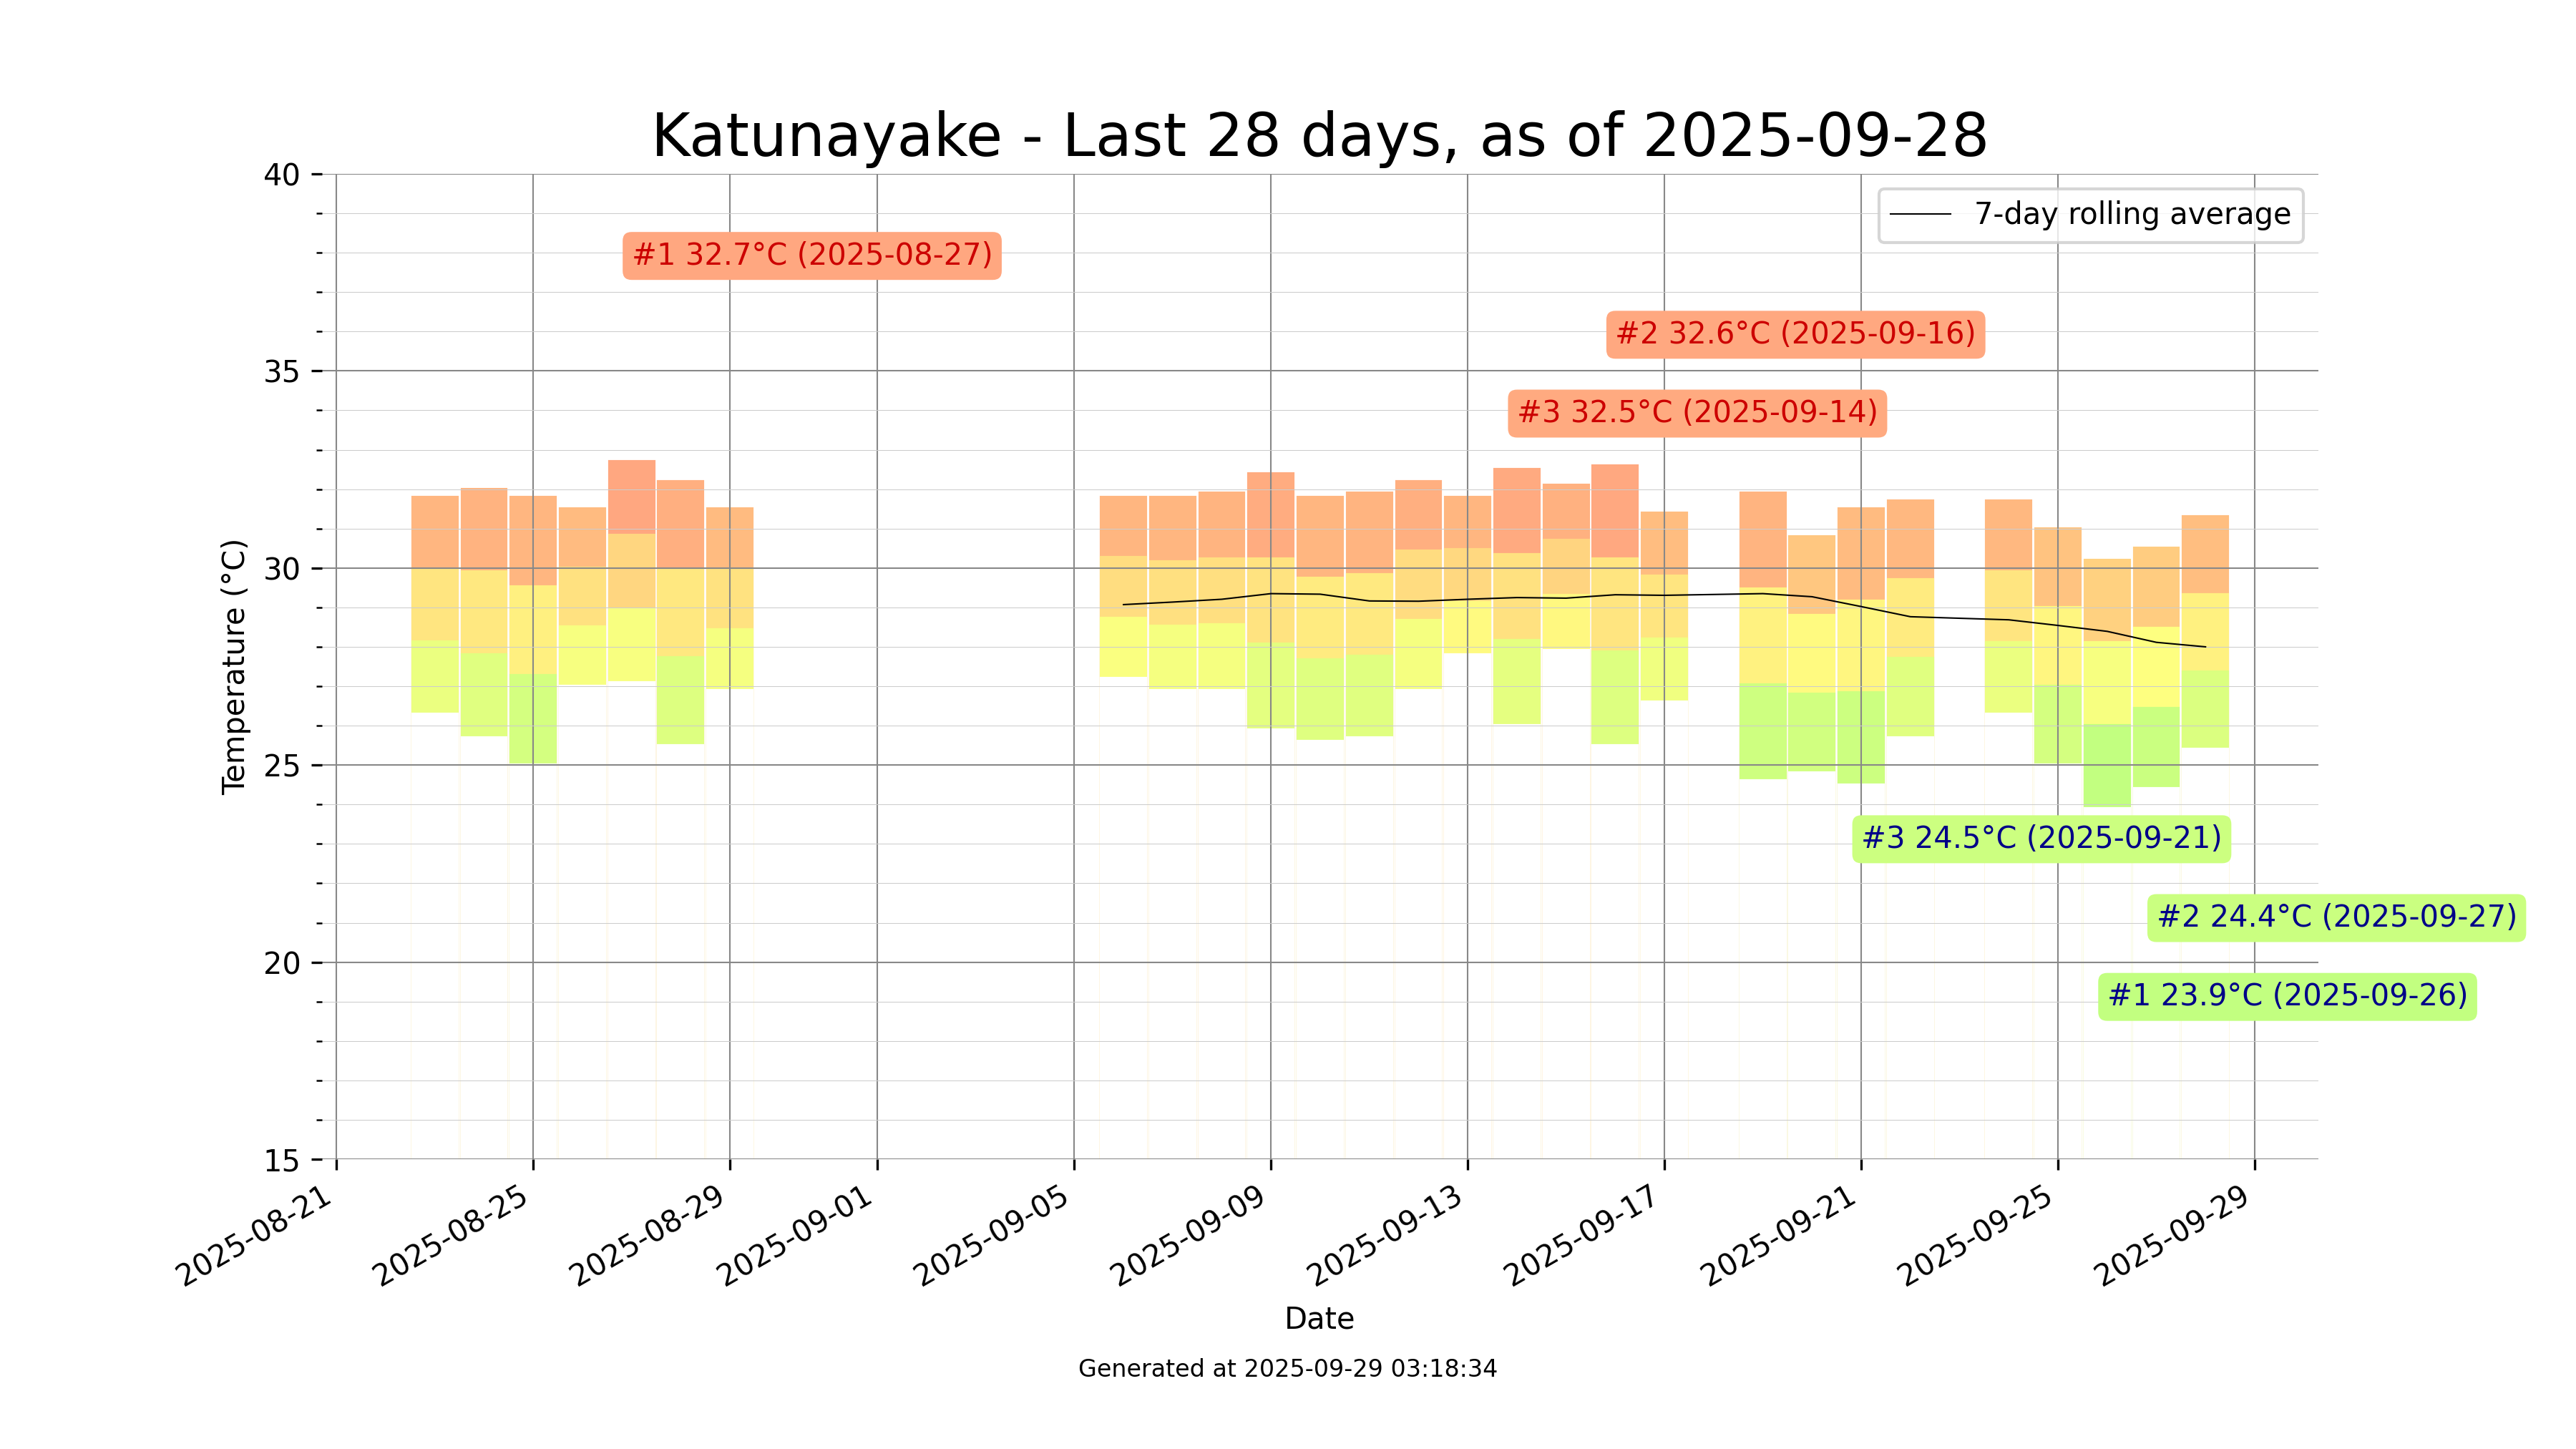 Katunayake - Last 28 days, as of 2025-09-28
7-day rolling average
#1 32.7°C (2025-08-27)
#2 32.6°C (2025-09-16)
#3 32.5°C (2025-09-14)
#3 24.5°C (2025-09-21)
#2 24.4°C (2025-09-27)
#1 23.9°C (2025-09-26)
Temperature (°C)
40
35
30
25
20
15
2025-08-21
2025-08-25
2025-08-29
2025-09-01
2025-09-05
2025-09-09
2025-09-13
2025-09-17
2025-09-21
2025-09-25
2025-09-29
Date
Generated at 2025-09-29 03:18:34